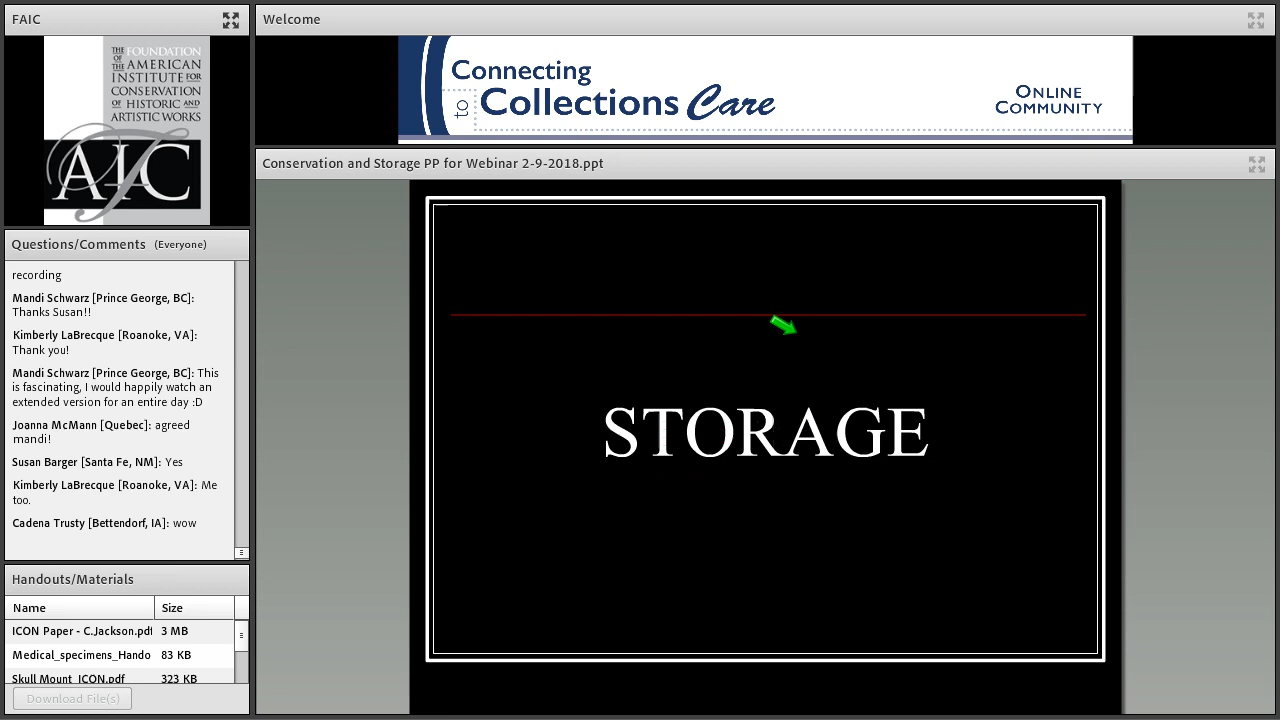 FAIC
THE FOUNDATION
OF THE AMERICAN
INSTITUTE FOR
CONSERVATION
OF HISTORIC AND
ARTISTIC WORKS
AIC
Questions/Comments (Everyone)
recording
Mandi Schwarz [Prince George, BC]:
Thanks Susan!!
Kimberly LaBrecque [Roanoke, VA]:
Thank you!
Mandi Schwarz [Prince George, BC]: This
is fascinating, I would happily watch an
extended version for an entire day :D
Joanna McMann [Quebec]: agreed
mandi!
Susan Barger [Santa Fe, NM]: Yes
Kimberly LaBrecque [Roanoke, VA]: Me
too.
Cadena Trusty [Bettendorf, IA]: wow
Handouts/Materials
Name Size
ICON Paper - C.Jackson.pdf 3 MB
Medical_specimens_Hando 83 KB
Skull Mount_ICON.pdf 323 KB
Download File(s)
Welcome
Connecting
to Collections Care
ONLINE
COMMUNITY
Conservation and Storage PP for Webinar 2-9-2018.ppt
STORAGE